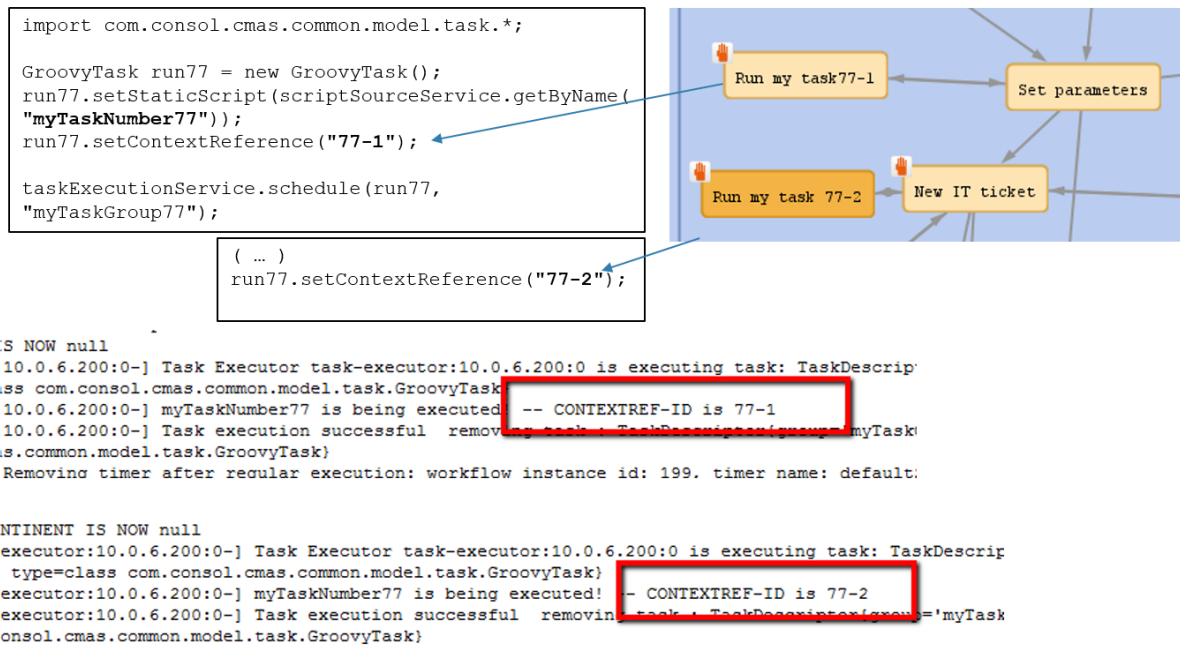 import com.consol.cmas.common.model.task.*;
GroovyTask run77 = new GroovyTask();
run77.setStaticScript(scriptSourceService.getByName(
"myTaskNumber77"));
run77.setContextReference("77-1");
taskExecutionService.schedule(run77,
"myTaskGroup77");
( … )
run77.setContextReference("77-2");
Run my task77-1
Set parameters
Run my task 77-2
New IT ticket
IS NOW null
10.0.6.200:0-] Task Executor task-executor:10.0.6.200:0 is executing task: TaskDescrip
ass com.consol.cmas.common.model.task.GroovyTask}
10.0.6.200:0-] myTaskNumber77 is being executed! -- CONTEXTREF-ID is 77-1
10.0.6.200:0-] Task execution successful removing task : TaskDescriptor{group='myTask
as.common.model.task.GroovyTask}
Removing timer after regular execution: workflow instance id: 199. timer name: default
NTINENT IS NOW null
executor:10.0.6.200:0-] Task Executor task-executor:10.0.6.200:0 is executing task: TaskDescrip
type=class com.consol.cmas.common.model.task.GroovyTask}
executor:10.0.6.200:0-] myTaskNumber77 is being executed! -- CONTEXTREF-ID is 77-2
executor:10.0.6.200:0-] Task execution successful removing task : TaskDescriptor{group='myTask
onsol.cmas.common.model.task.GroovyTask}